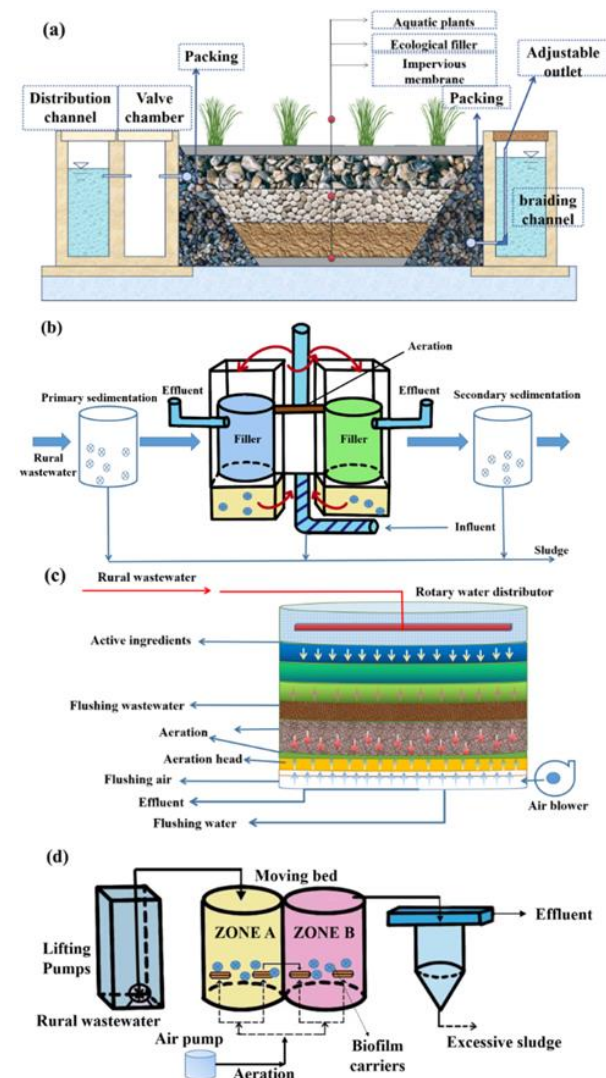 (a)
Aquatic plants
Ecological filler
Impervious
membrane
Packing
Adjustable
outlet
Distribution
channel
Valve
chamber
Packing
braiding
channel
(b)
Aeration
Effluent
Effluent
Primary sedimentation
Secondary sedimentation
Filler
Filler
Rural
wastewater
Influent
Sludge
(c)
Rural wastewater
Rotary water distributor
Active ingredients
Flushing wastewater
Aeration
Aeration head
Flushing air
Effluent
Air blower
Flushing water
(d)
Moving bed
ZONE A
ZONE B
Effluent
Lifting
Pumps
Rural wastewater
Air pump
Biofilm
carriers
Excessive sludge
Aeration